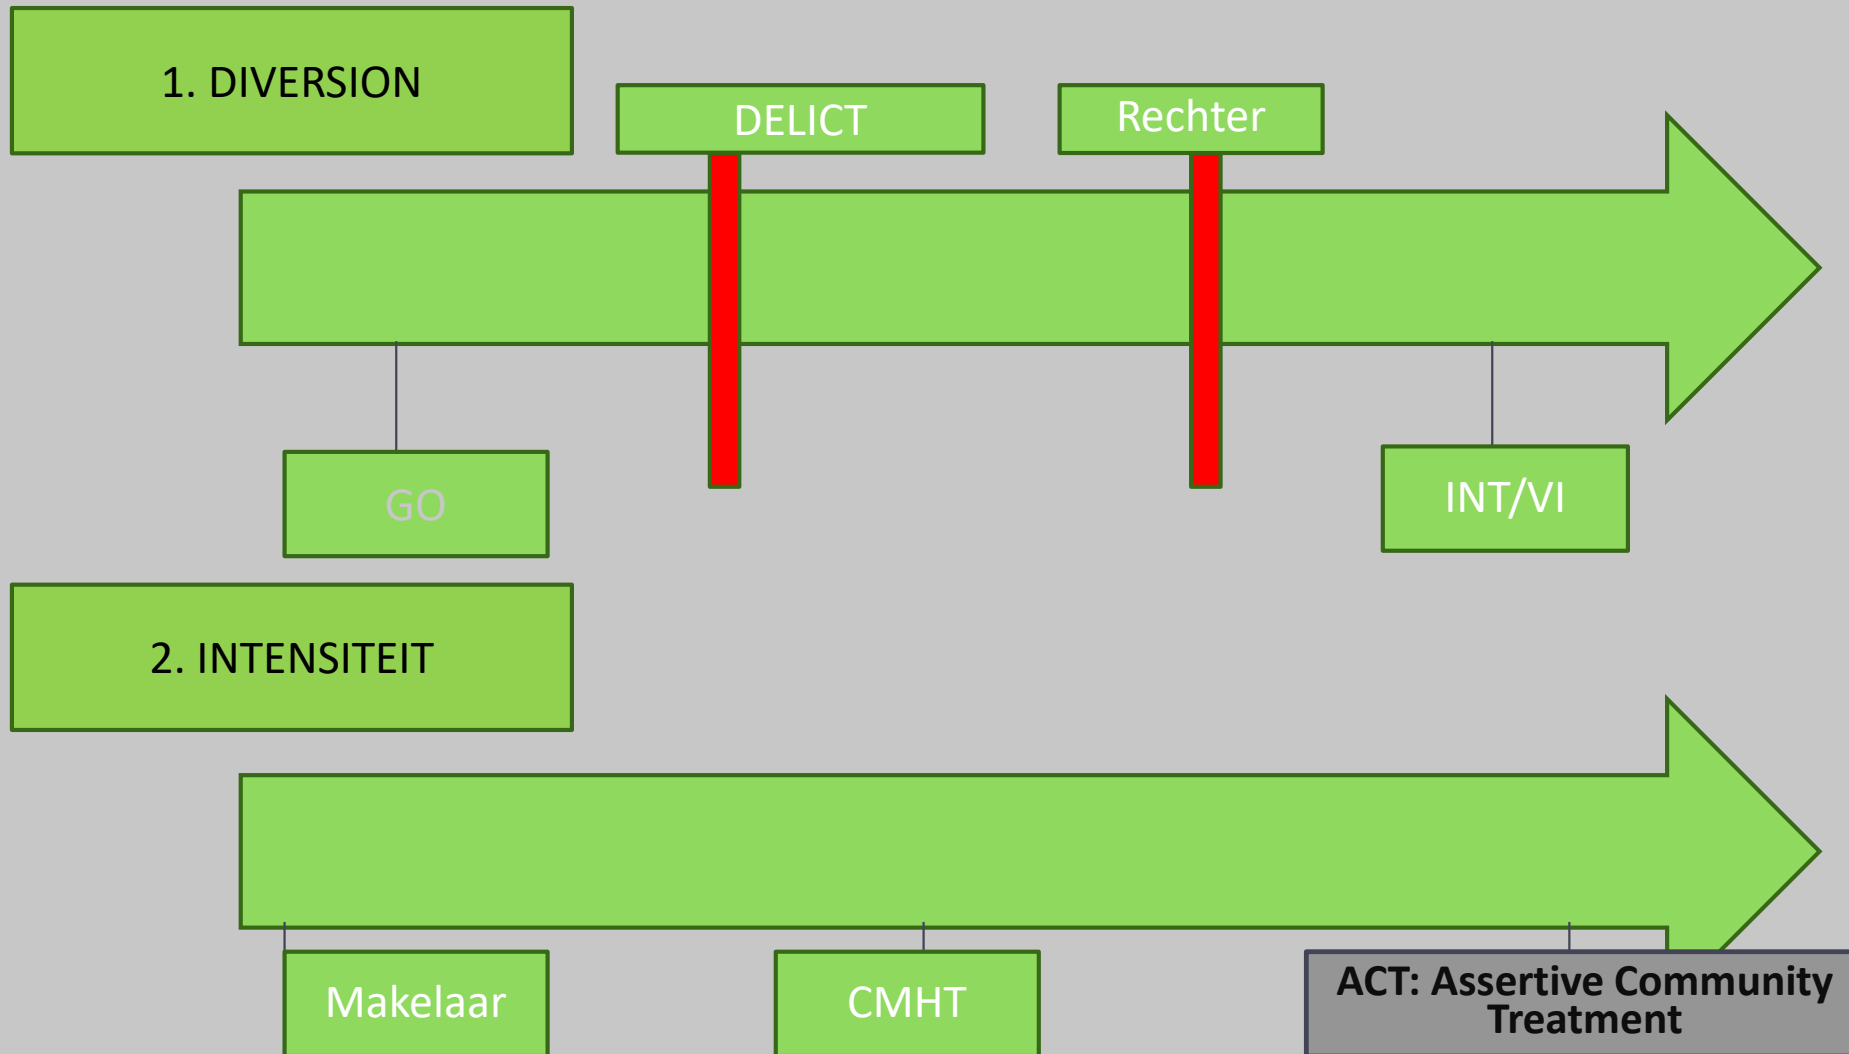 1. DIVERSION
DELICT
Rechter
GO
INT/VI
2. INTENSITEIT
Makelaar
CMHT
ACT: Assertive Community
Treatment